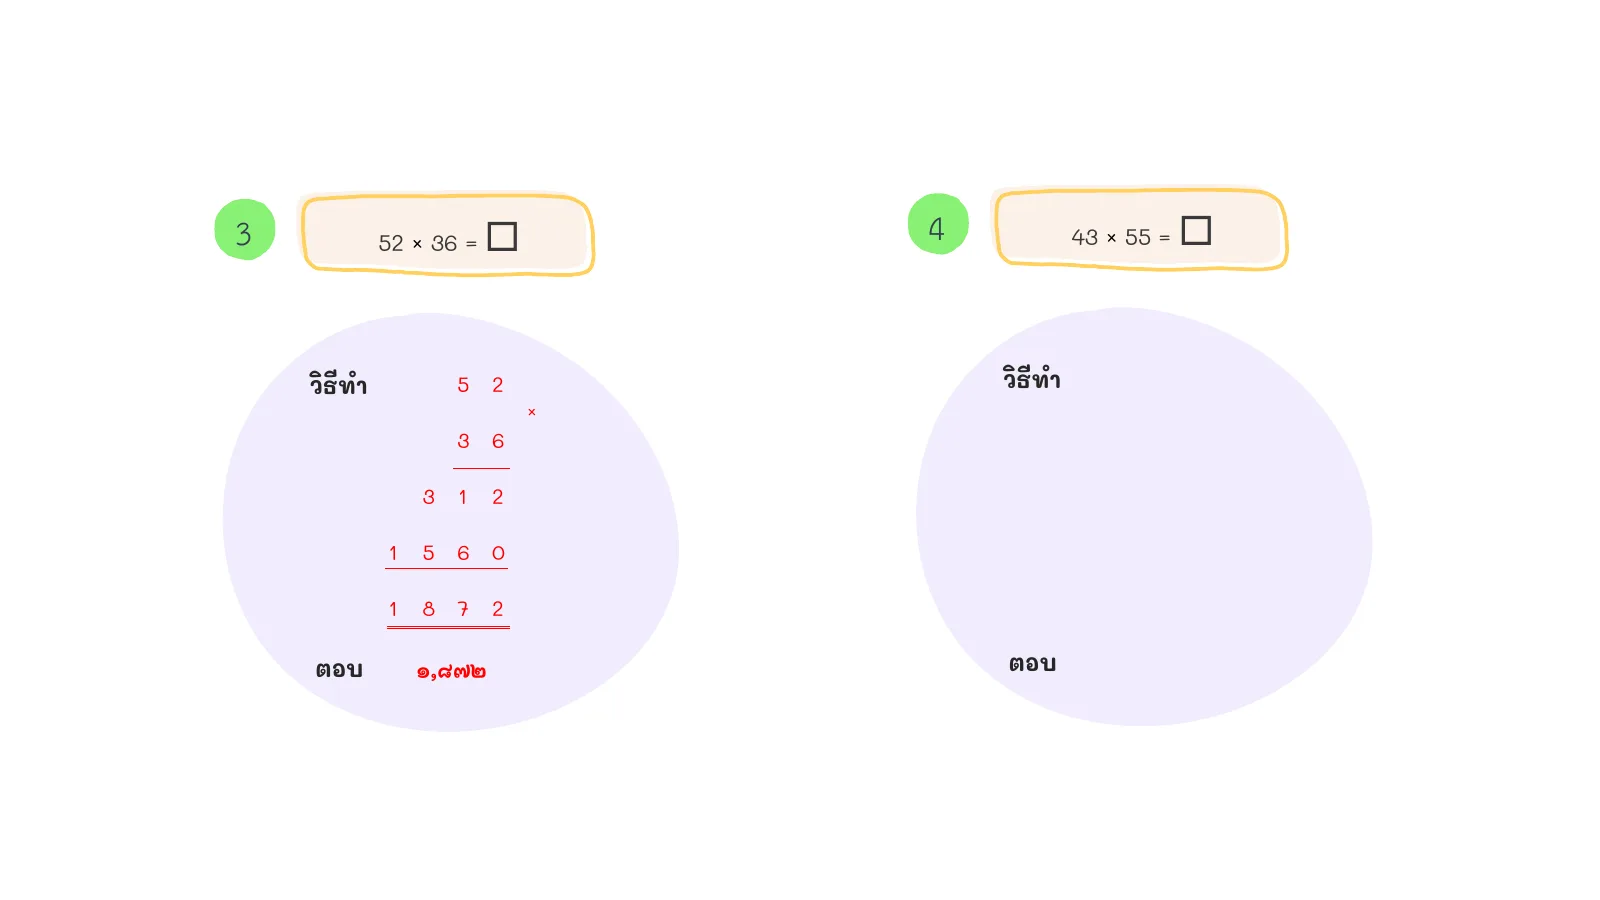 3
52 × 36 = □
วิธีทำ
5 2
×
3 6
3 1 2
1 5 6 0
1 8 7 2
ตอบ ๑,๘๗๒
4
43 × 55 = □
วิธีทำ
ตอบ